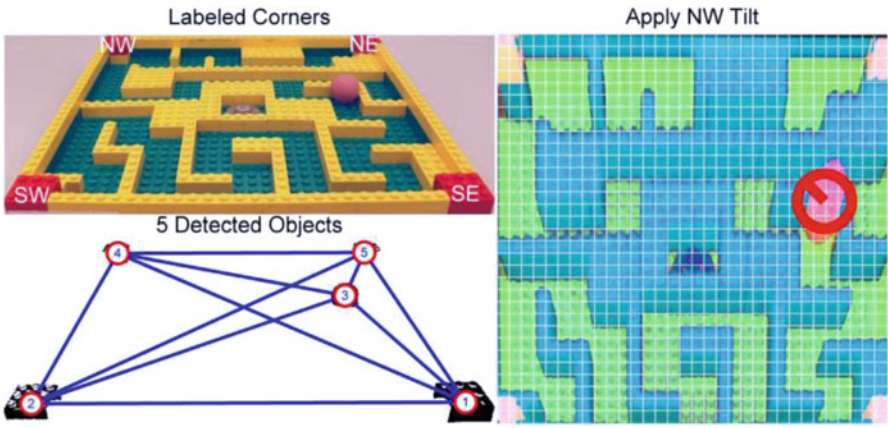 Labeled Corners
NW
NE
SW
SE
5 Detected Objects
4
5
3
2
1
Apply NW Tilt